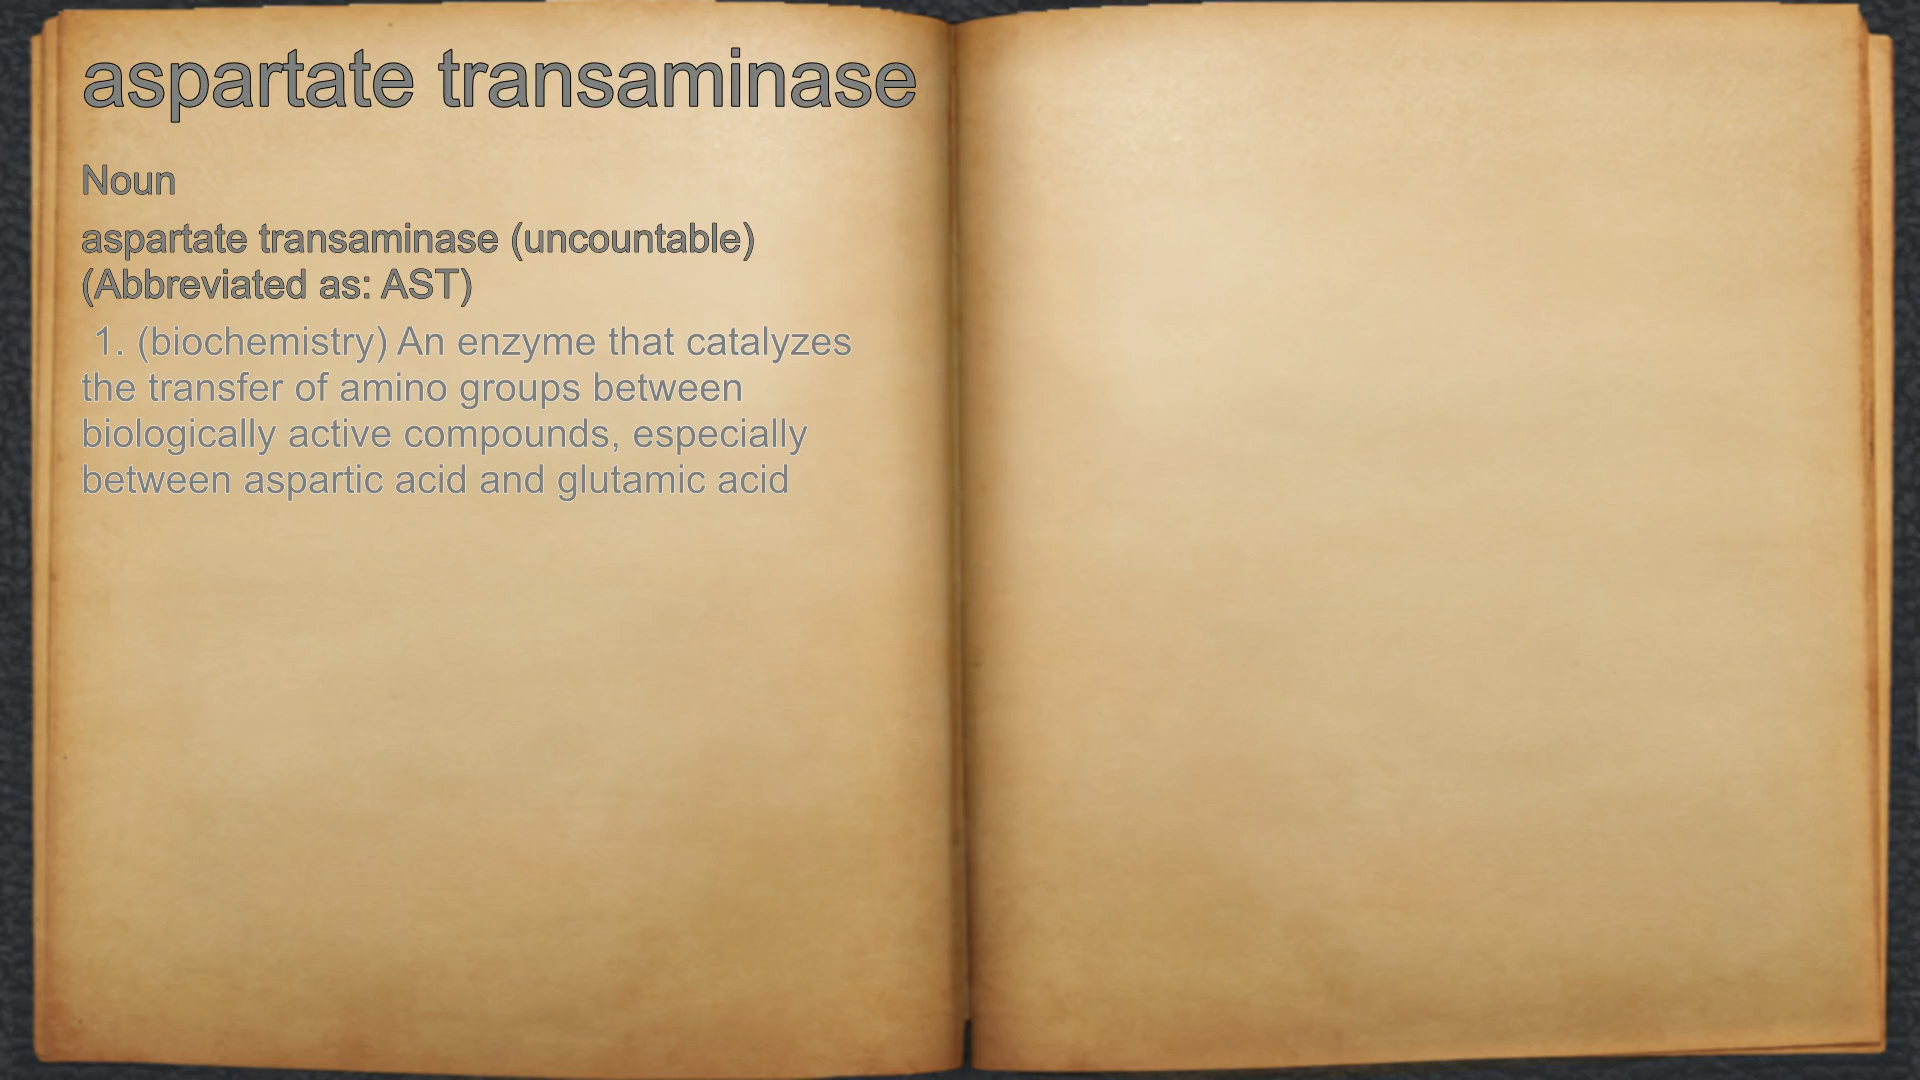 aspartate transaminase
Noun
aspartate transaminase (uncountable)
(Abbreviated as: AST)
1. (biochemistry) An enzyme that catalyzes
the transfer of amino groups between
biologically active compounds, especially
between aspartic acid and glutamic acid